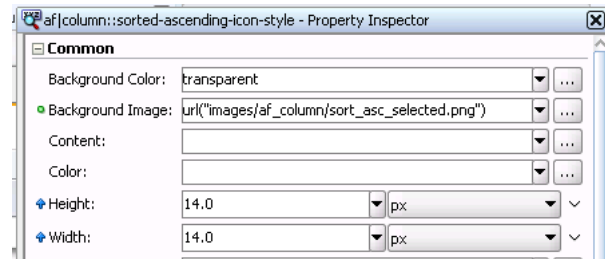 af|column::sorted-ascending-icon-style - Property Inspector
Common
Background Color: transparent ...
Background Image: url("images/af_column/sort_asc_selected.png") ...
Content: ...
Color: ...
Height: 14.0 px
Width: 14.0 px